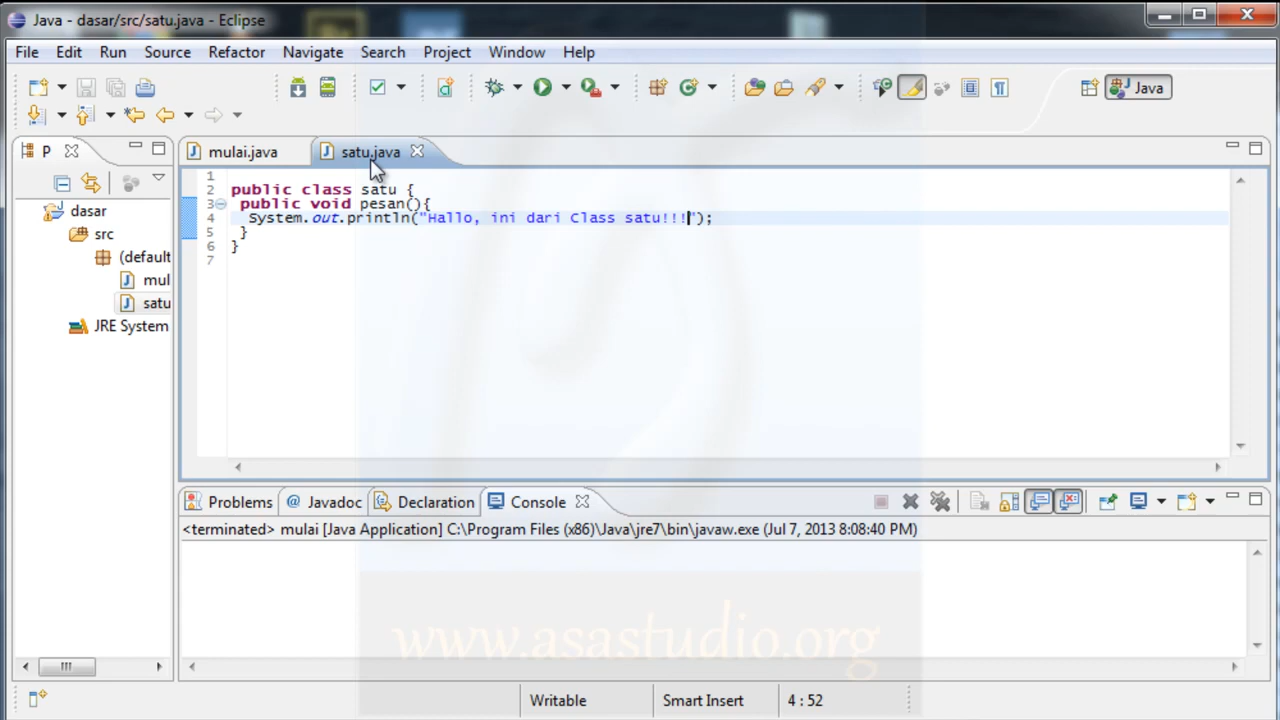 Java - dasar/src/satu.java - Eclipse
File Edit Run Source Refactor Navigate Search Project Window Help
Java
P
mulai.java
satu.java
dasar
src
(default
mul
satu
JRE System
1
2 public class satu {
3 public void pesan(){
4 System.out.println("Hallo, ini dari Class satu!!!");
5 }
6 }
7
Problems @ Javadoc Declaration Console
<terminated> mulai [Java Application] C:\Program Files (x86)\Java\jre7\bin\javaw.exe (Jul 7, 2013 8:08:40 PM)
www.asastudio.org
Writable Smart Insert 4 : 52